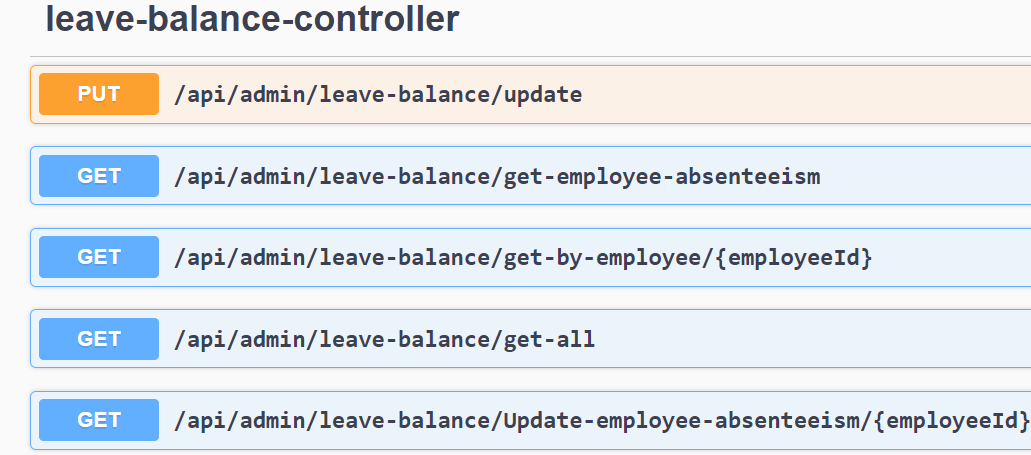 leave-balance-controller
PUT /api/admin/leave-balance/update
GET /api/admin/leave-balance/get-employee-absenteeism
GET /api/admin/leave-balance/get-by-employee/{employeeId}
GET /api/admin/leave-balance/get-all
GET /api/admin/leave-balance/Update-employee-absenteeism/{employeeId}